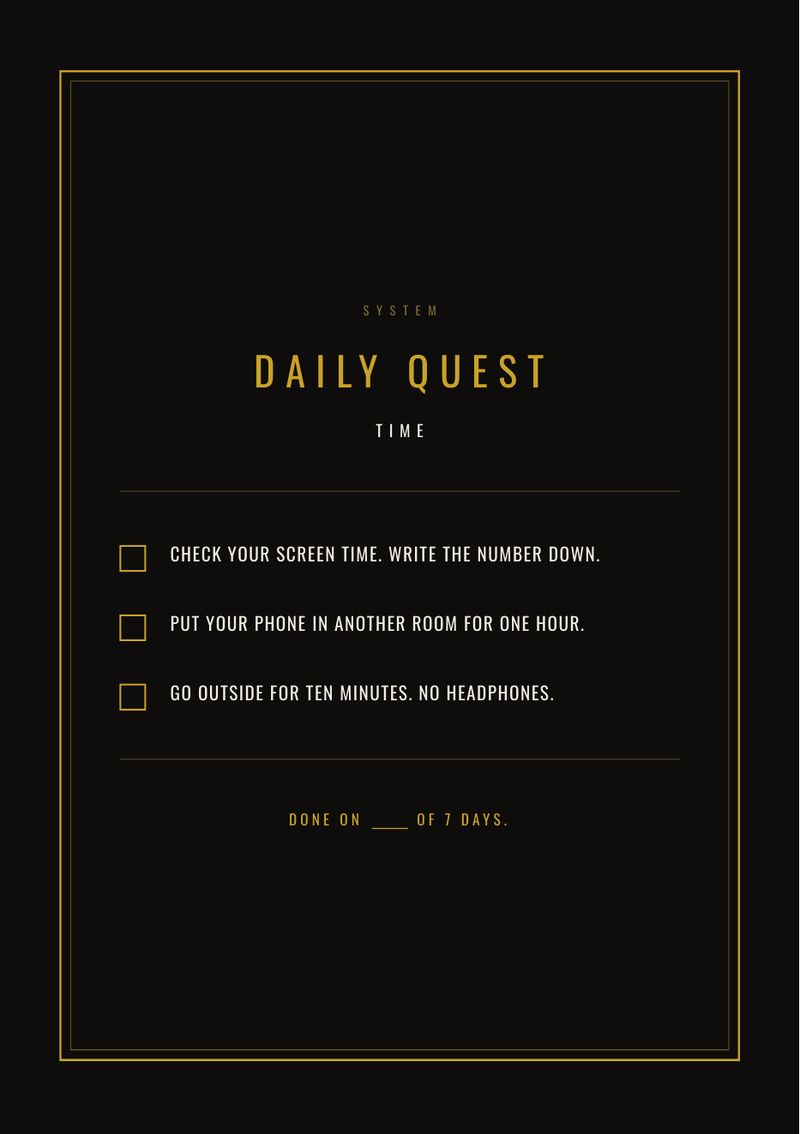 SYSTEM
DAILY QUEST
TIME
CHECK YOUR SCREEN TIME. WRITE THE NUMBER DOWN.
PUT YOUR PHONE IN ANOTHER ROOM FOR ONE HOUR.
GO OUTSIDE FOR TEN MINUTES. NO HEADPHONES.
DONE ON ____ OF 7 DAYS.